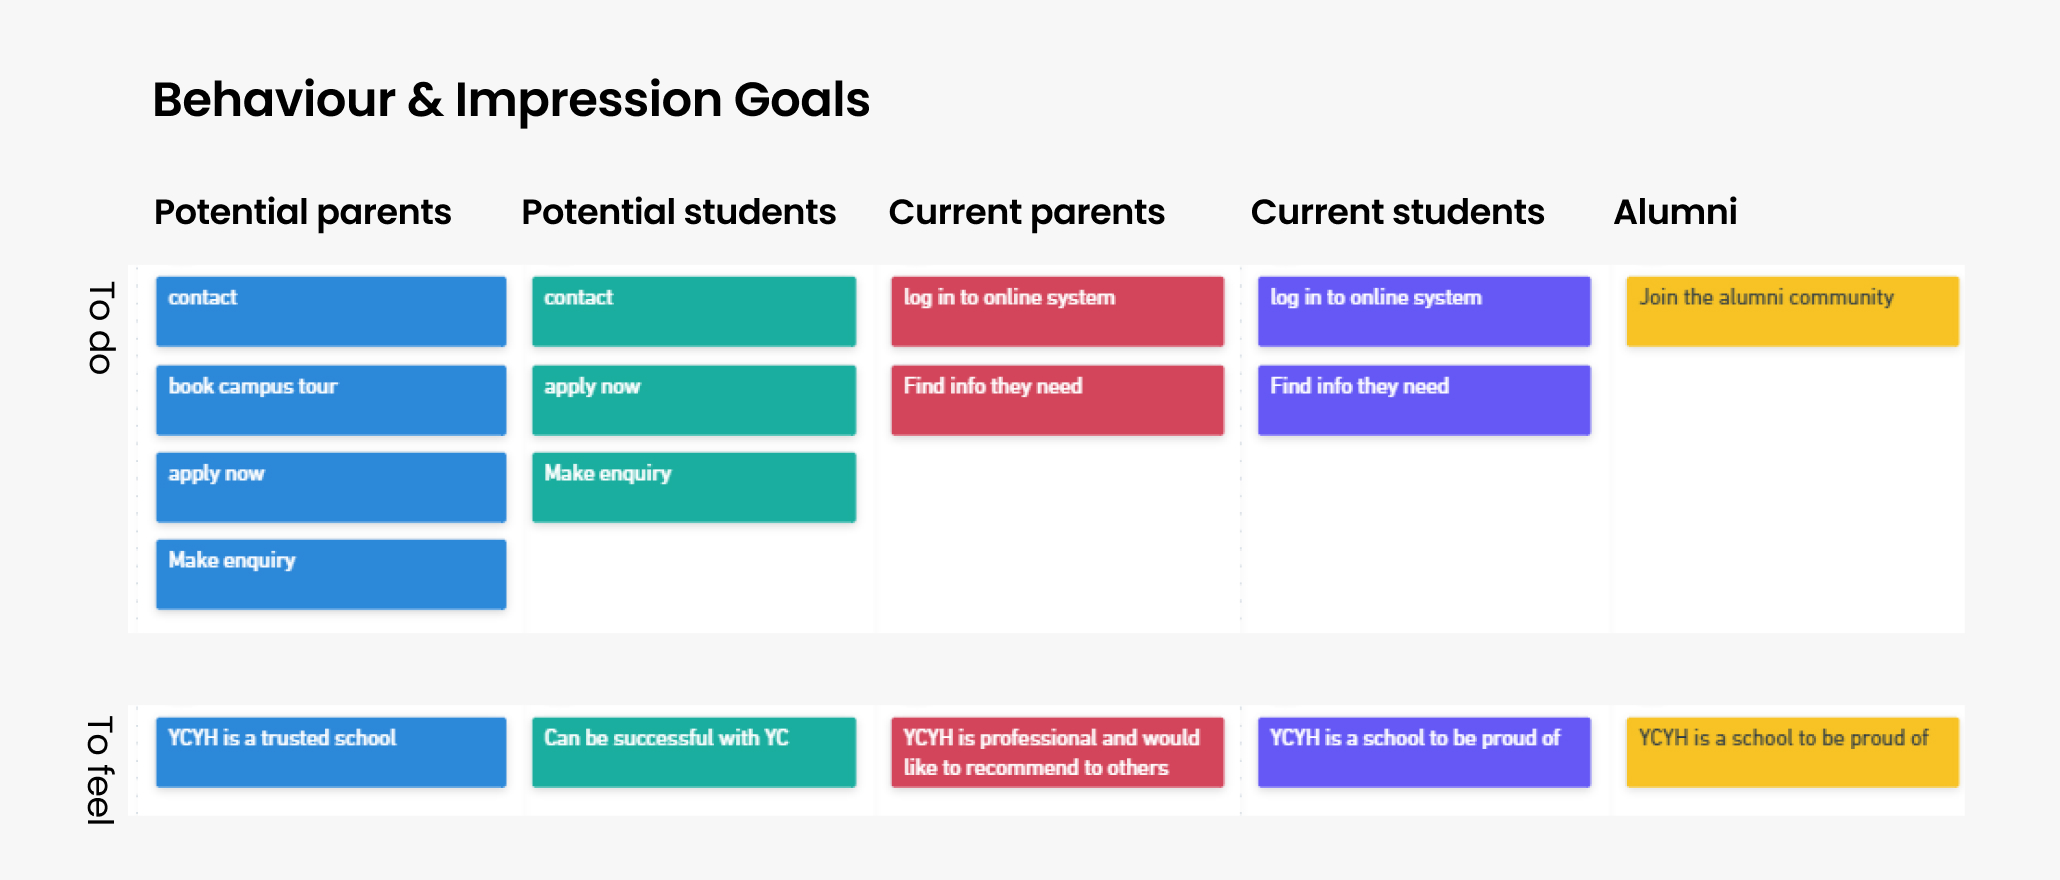 Behaviour & Impression Goals
Potential parents
Potential students
Current parents
Current students
Alumni
To do
contact
contact
log in to online system
log in to online system
Join the alumni community
book campus tour
apply now
Find info they need
Find info they need
apply now
Make enquiry
Make enquiry
To feel
YCYH is a trusted school
Can be successful with YC
YCYH is professional and would
like to recommend to others
YCYH is a school to be proud of
YCYH is a school to be proud of